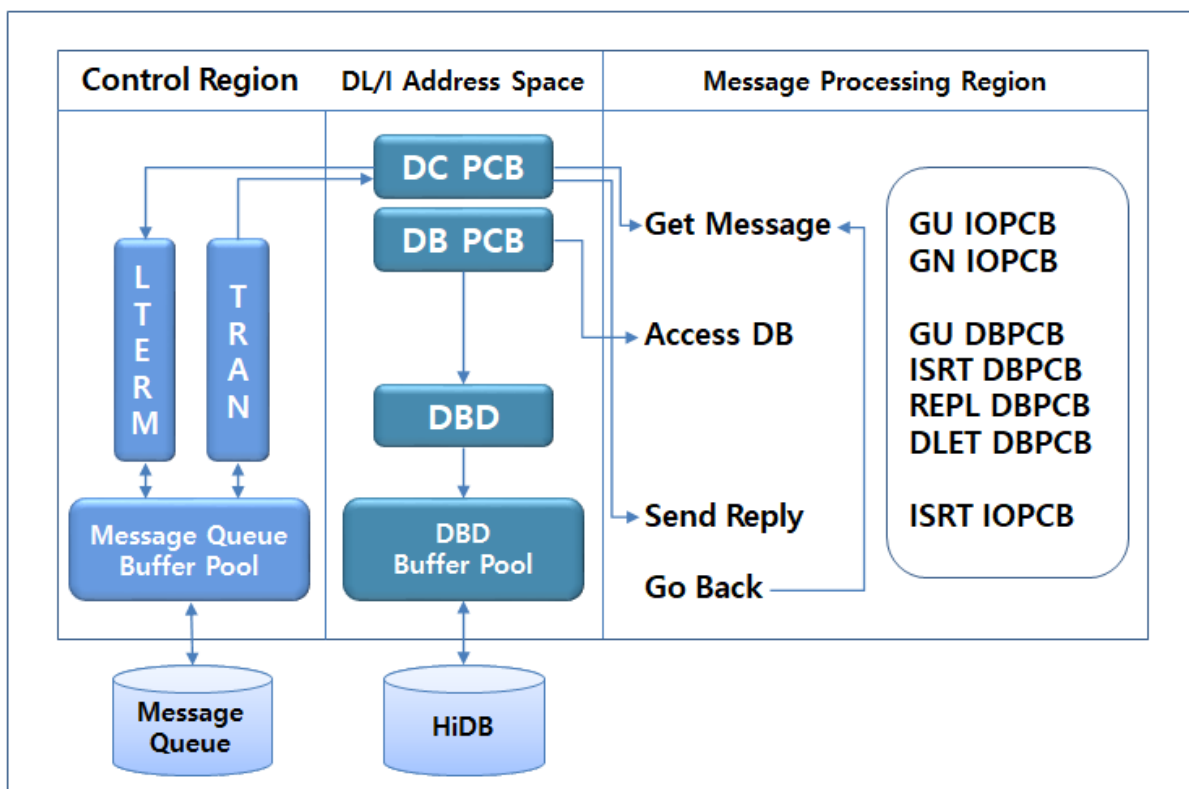 Control Region
DL/I Address Space
Message Processing Region
DC PCB
DB PCB
LTERM
TRAN
DBD
Message Queue
Buffer Pool
DBD
Buffer Pool
Message
Queue
HiDB
Get Message
Access DB
Send Reply
Go Back
GU IOPCB
GN IOPCB
GU DBPCB
ISRT DBPCB
REPL DBPCB
DLET DBPCB
ISRT IOPCB